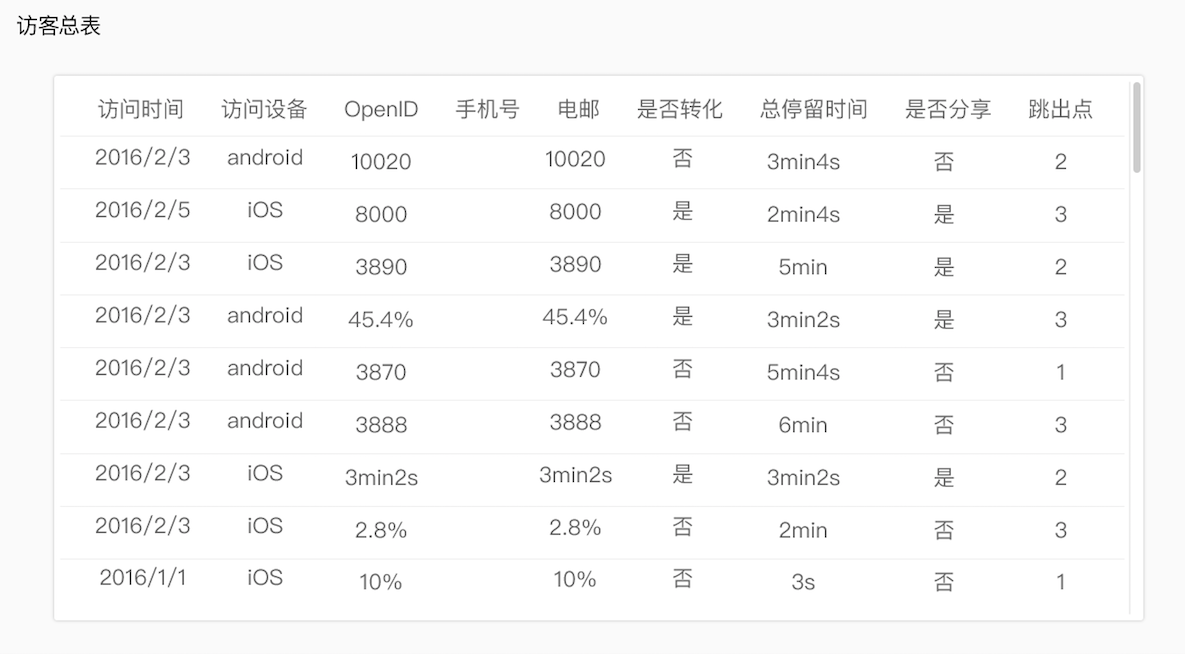 访客总表
访问时间 访问设备 OpenID 手机号 电邮 是否转化 总停留时间 是否分享 跳出点
2016/2/3 android 10020 10020 否 3min4s 否 2
2016/2/5 iOS 8000 8000 是 2min4s 是 3
2016/2/3 iOS 3890 3890 是 5min 是 2
2016/2/3 android 45.4% 45.4% 是 3min2s 是 3
2016/2/3 android 3870 3870 否 5min4s 否 1
2016/2/3 android 3888 3888 否 6min 否 3
2016/2/3 iOS 3min2s 3min2s 是 3min2s 是 2
2016/2/3 iOS 2.8% 2.8% 否 2min 否 3
2016/1/1 iOS 10% 10% 否 3s 否 1